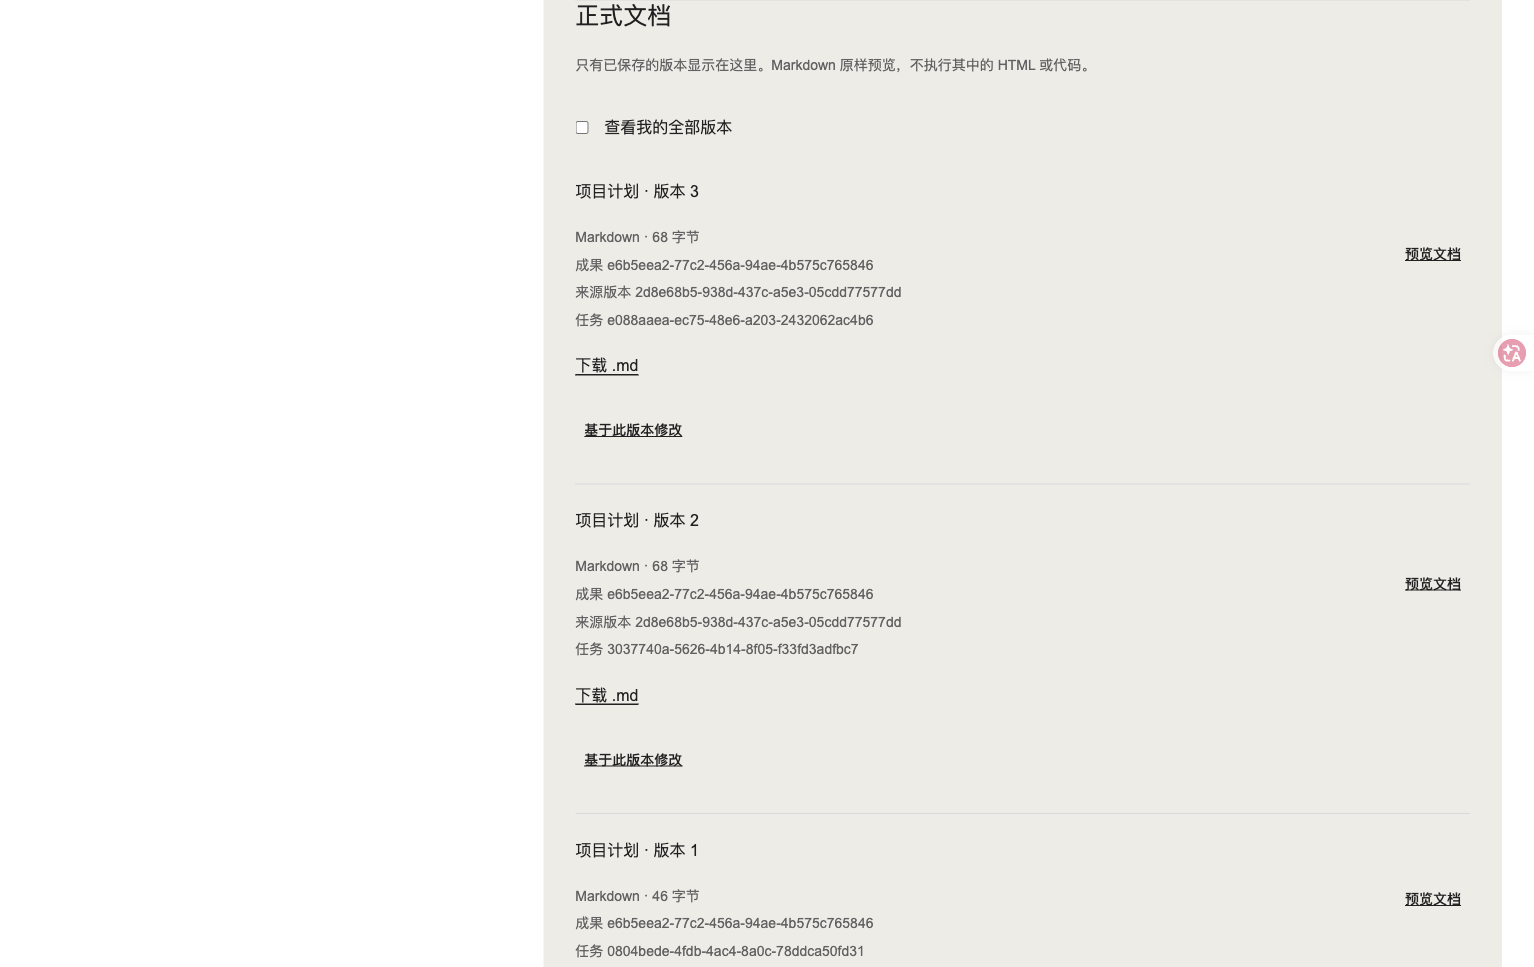 正式文档
只有已保存的版本显示在这里。Markdown 原样预览，不执行其中的 HTML 或代码。
查看我的全部版本
项目计划 · 版本 3
Markdown · 68 字节
预览文档
成果 e6b5eea2-77c2-456a-94ae-4b575c765846
来源版本 2d8e68b5-938d-437c-a5e3-05cdd77577dd
任务 e088aaea-ec75-48e6-a203-2432062ac4b6
下载 .md
基于此版本修改
项目计划 · 版本 2
Markdown · 68 字节
预览文档
成果 e6b5eea2-77c2-456a-94ae-4b575c765846
来源版本 2d8e68b5-938d-437c-a5e3-05cdd77577dd
任务 3037740a-5626-4b14-8f05-f33fd3adfbc7
下载 .md
基于此版本修改
项目计划 · 版本 1
Markdown · 46 字节
预览文档
成果 e6b5eea2-77c2-456a-94ae-4b575c765846
任务 0804bede-4fdb-4ac4-8a0c-78ddca50fd31